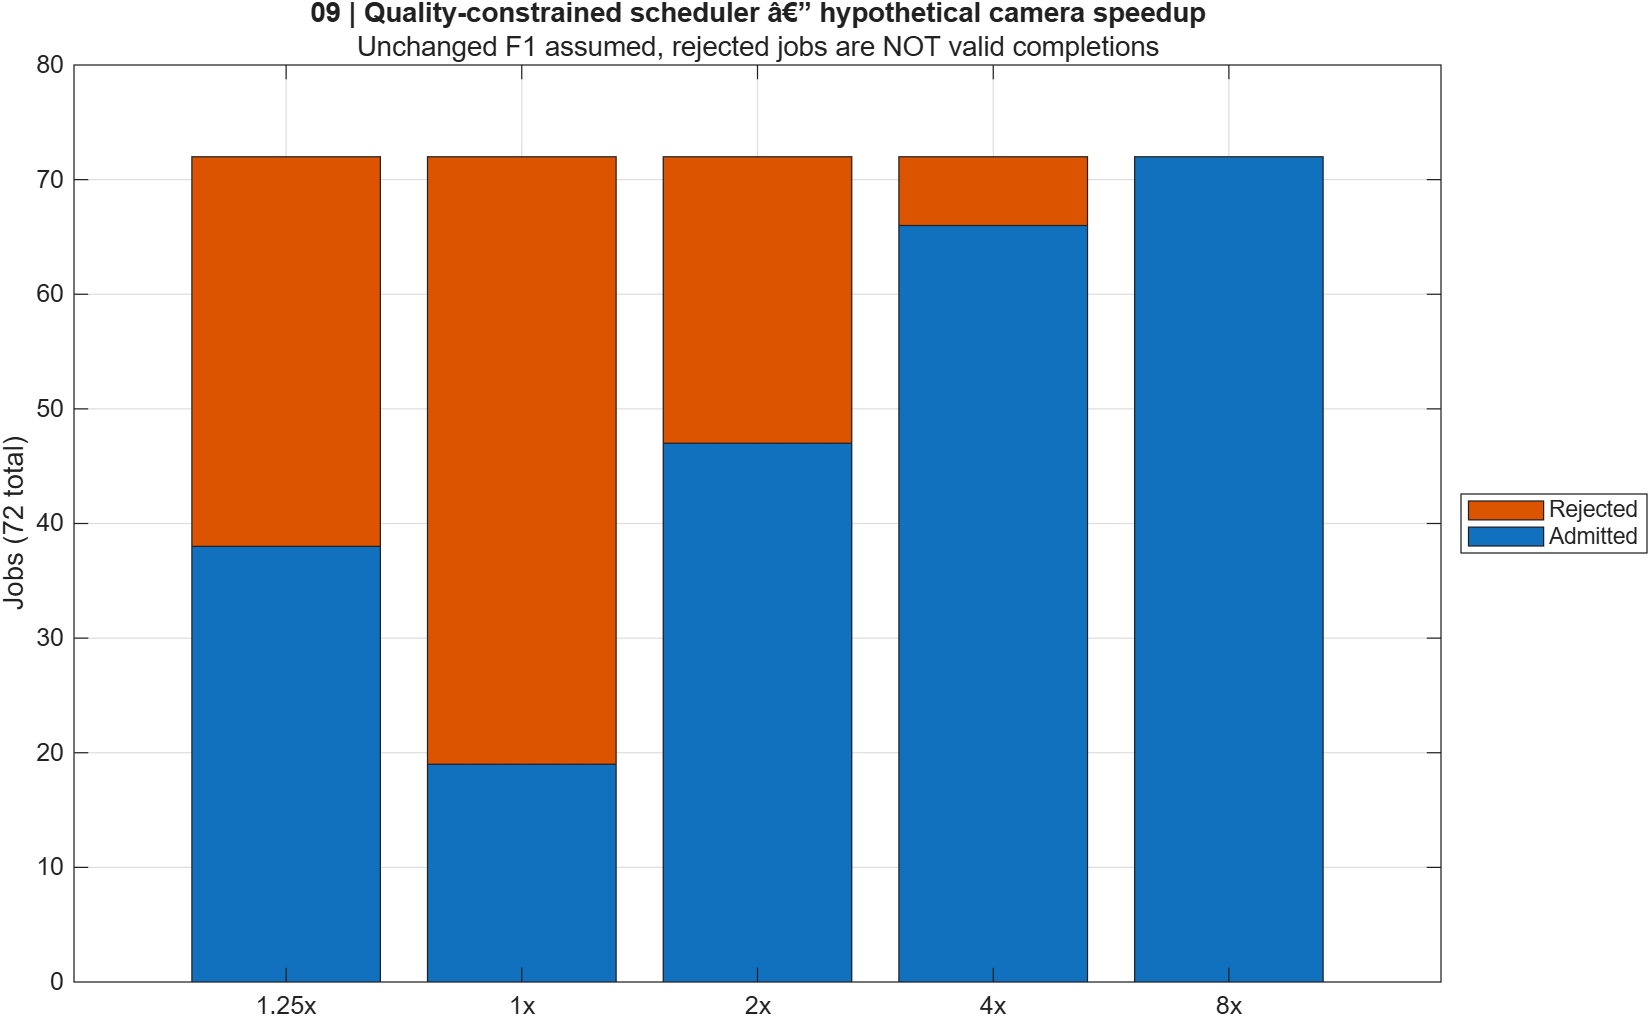 09 | Quality-constrained scheduler â€” hypothetical camera speedup
Unchanged F1 assumed, rejected jobs are NOT valid completions
Jobs (72 total)
80
70
60
50
40
30
20
10
0
1.25x
1x
2x
4x
8x
Rejected
Admitted